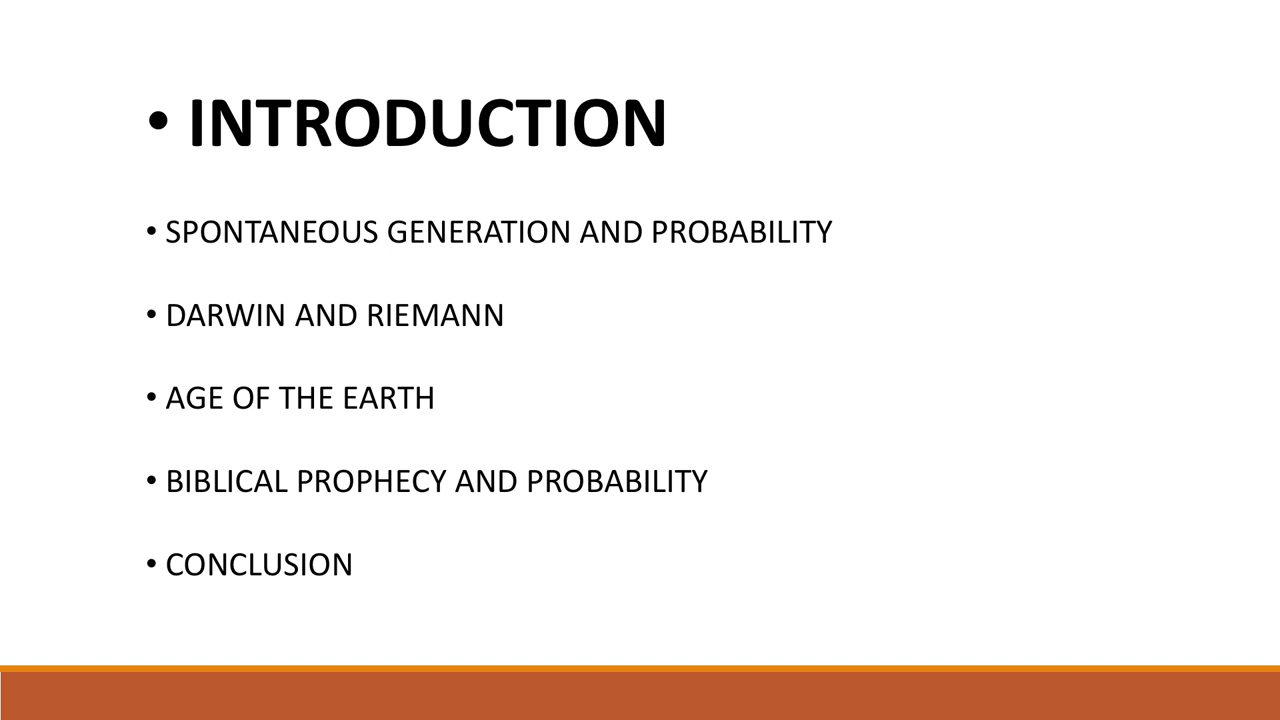 • INTRODUCTION
• SPONTANEOUS GENERATION AND PROBABILITY
• DARWIN AND RIEMANN
• AGE OF THE EARTH
• BIBLICAL PROPHECY AND PROBABILITY
• CONCLUSION